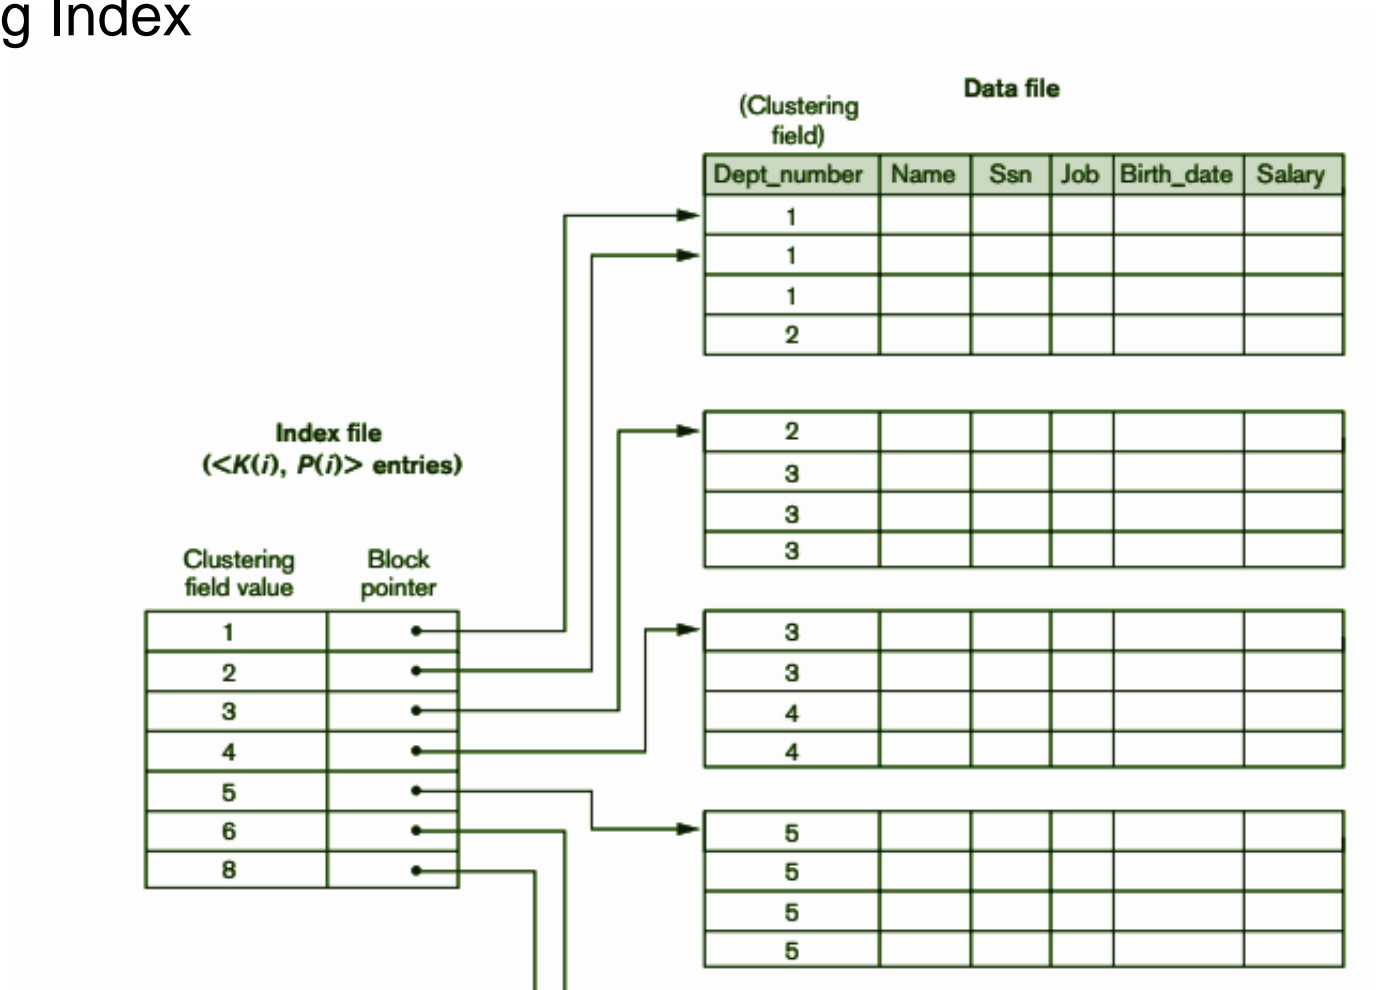 g Index
Data file
(Clustering
field)
Dept_number Name Ssn Job Birth_date Salary
1
1
1
2
2
3
3
3
3
3
4
4
5
5
5
5
Index file
(<K(i), P(i)> entries)
Clustering
field value
Block
pointer
1
2
3
4
5
6
8